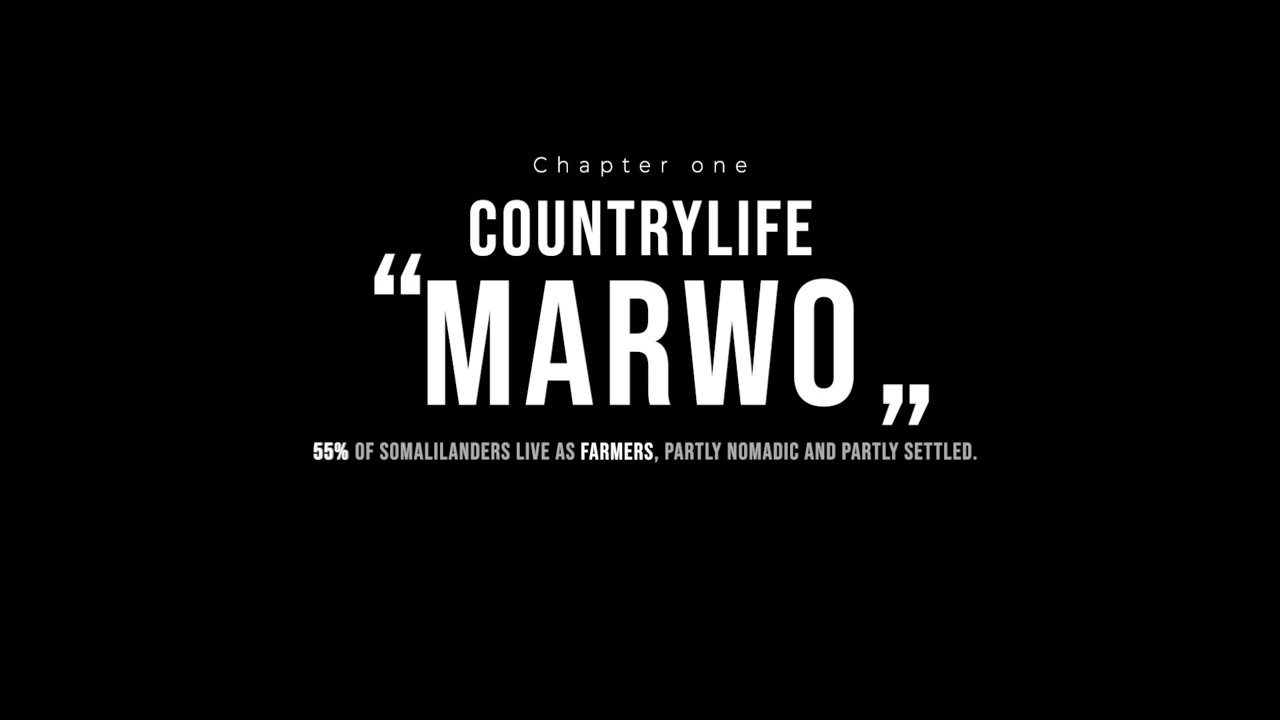 Chapter one
COUNTRYLIFE
“MARWO„
55% OF SOMALILANDERS LIVE AS FARMERS, PARTLY NOMADIC AND PARTLY SETTLED.